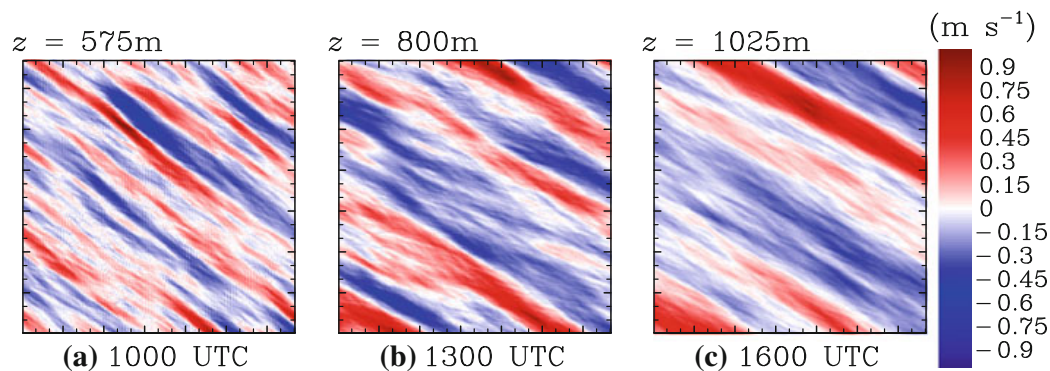 (m s⁻¹)
z = 575m
z = 800m
z = 1025m
0.9
0.75
0.6
0.45
0.3
0.15
0
−0.15
−0.3
−0.45
−0.6
−0.75
−0.9
(a) 1000 UTC
(b) 1300 UTC
(c) 1600 UTC